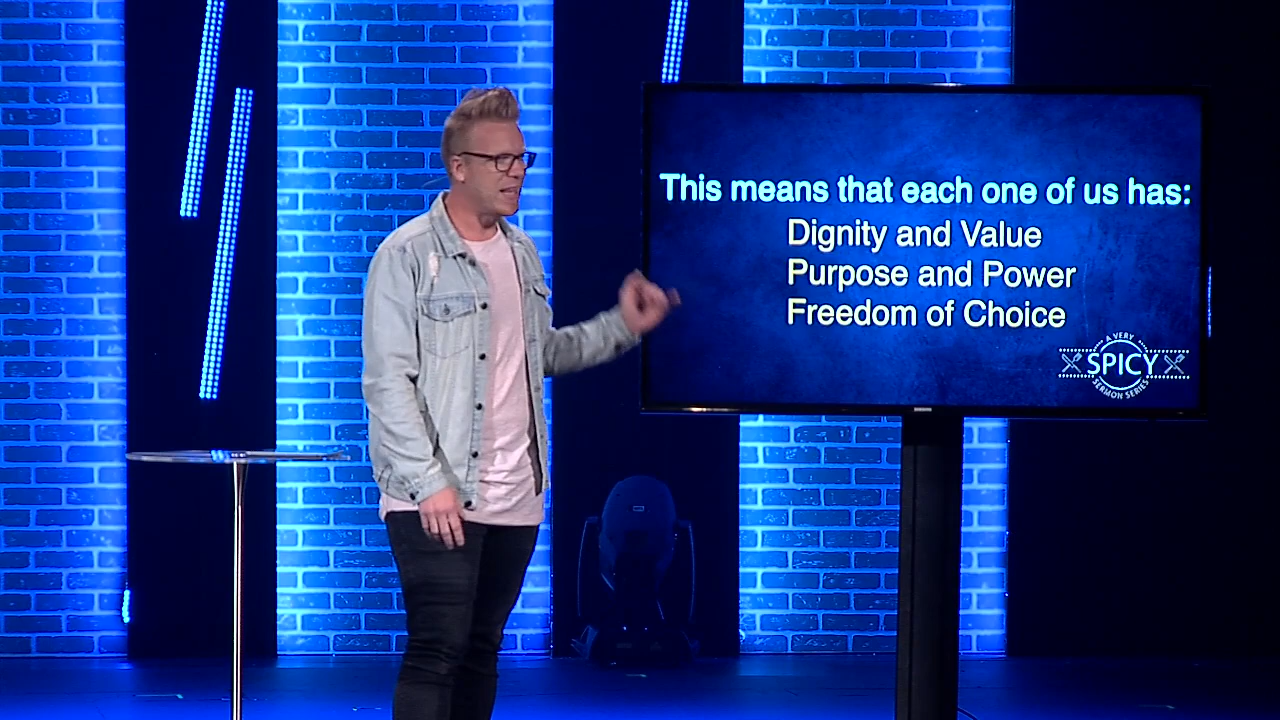 This means that each one of us has:
Dignity and Value
Purpose and Power
Freedom of Choice
A VERY
SPICY
SERMON SERIES